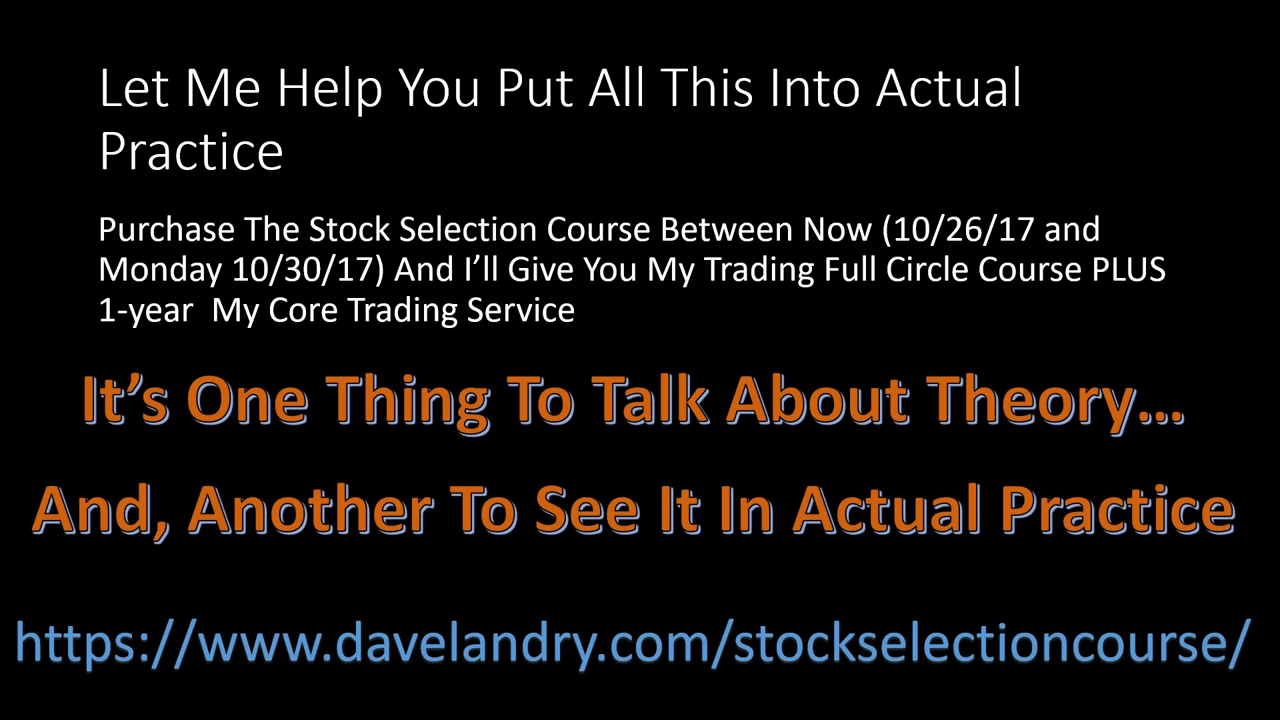 Let Me Help You Put All This Into Actual
Practice
Purchase The Stock Selection Course Between Now (10/26/17 and
Monday 10/30/17) And I’ll Give You My Trading Full Circle Course PLUS
1-year  My Core Trading Service
It’s One Thing To Talk About Theory…
And, Another To See It In Actual Practice
https://www.davelandry.com/stockselectioncourse/